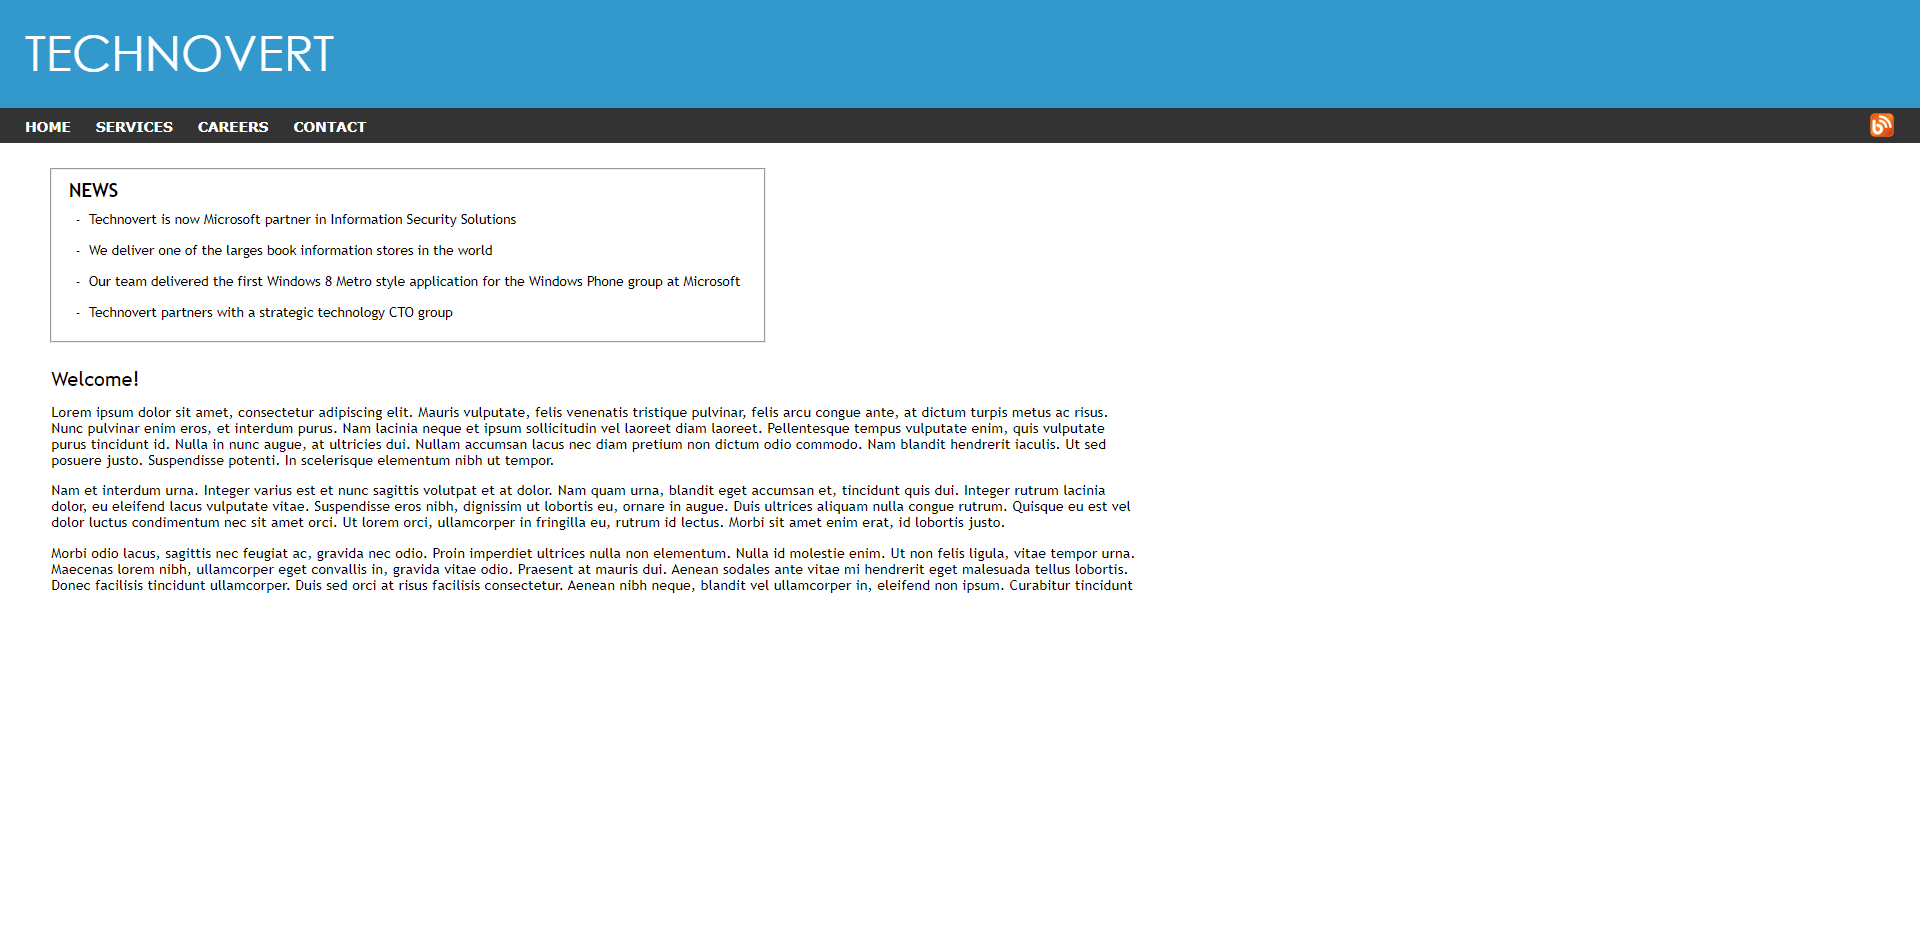 TECHNOVERT
HOME SERVICES CAREERS CONTACT
NEWS
- Technovert is now Microsoft partner in Information Security Solutions
- We deliver one of the larges book information stores in the world
- Our team delivered the first Windows 8 Metro style application for the Windows Phone group at Microsoft
- Technovert partners with a strategic technology CTO group
Welcome!
Lorem ipsum dolor sit amet, consectetur adipiscing elit. Mauris vulputate, felis venenatis tristique pulvinar, felis arcu congue ante, at dictum turpis metus ac risus.
Nunc pulvinar enim eros, et interdum purus. Nam lacinia neque et ipsum sollicitudin vel laoreet diam laoreet. Pellentesque tempus vulputate enim, quis vulputate
purus tincidunt id. Nulla in nunc augue, at ultricies dui. Nullam accumsan lacus nec diam pretium non dictum odio commodo. Nam blandit hendrerit iaculis. Ut sed
posuere justo. Suspendisse potenti. In scelerisque elementum nibh ut tempor.
Nam et interdum urna. Integer varius est et nunc sagittis volutpat et at dolor. Nam quam urna, blandit eget accumsan et, tincidunt quis dui. Integer rutrum lacinia
dolor, eu eleifend lacus vulputate vitae. Suspendisse eros nibh, dignissim ut lobortis eu, ornare in augue. Duis ultrices aliquam nulla congue rutrum. Quisque eu est vel
dolor luctus condimentum nec sit amet orci. Ut lorem orci, ullamcorper in fringilla eu, rutrum id lectus. Morbi sit amet enim erat, id lobortis justo.
Morbi odio lacus, sagittis nec feugiat ac, gravida nec odio. Proin imperdiet ultrices nulla non elementum. Nulla id molestie enim. Ut non felis ligula, vitae tempor urna.
Maecenas lorem nibh, ullamcorper eget convallis in, gravida vitae odio. Praesent at mauris dui. Aenean sodales ante vitae mi hendrerit eget malesuada tellus lobortis.
Donec facilisis tincidunt ullamcorper. Duis sed orci at risus facilisis consectetur. Aenean nibh neque, blandit vel ullamcorper in, eleifend non ipsum. Curabitur tincidunt